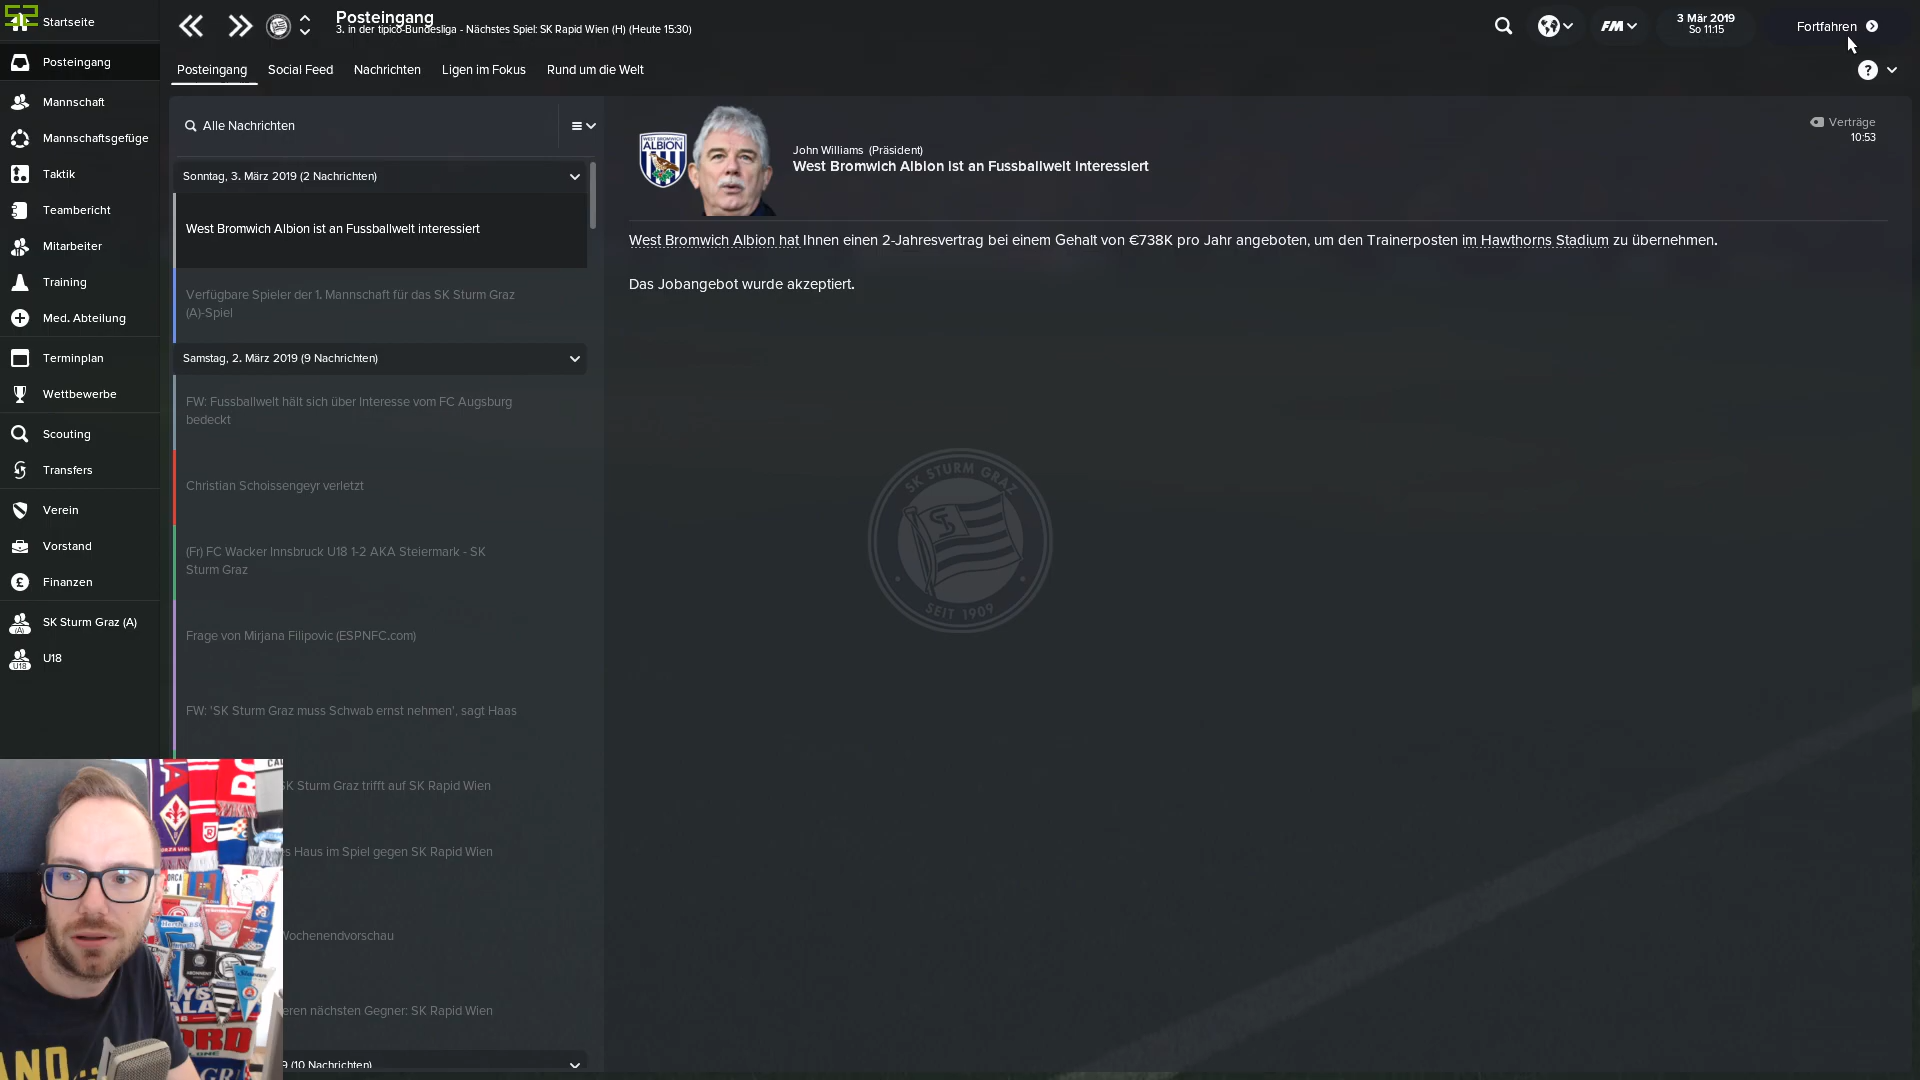 Startseite
Posteingang
Mannschaft
Mannschaftsgefüge
Taktik
Teambericht
Mitarbeiter
Training
Med. Abteilung
Terminplan
Wettbewerbe
Scouting
Transfers
Verein
Vorstand
Finanzen
SK Sturm Graz (A)
U18
Posteingang
3. in der tipico-Bundesliga - Nächstes Spiel: SK Rapid Wien (H) (Heute 15:30)
FM
3 Mär 2019
So 11:15
Fortfahren
Posteingang
Social Feed
Nachrichten
Ligen im Fokus
Rund um die Welt
Alle Nachrichten
Sonntag, 3. März 2019 (2 Nachrichten)
West Bromwich Albion ist an Fussballwelt interessiert
Verfügbare Spieler der 1. Mannschaft für das SK Sturm Graz
(A)-Spiel
Samstag, 2. März 2019 (9 Nachrichten)
FW: Fussballwelt hält sich über Interesse vom FC Augsburg
bedeckt
Christian Schoissengeyr verletzt
(Fr) FC Wacker Innsbruck U18 1-2 AKA Steiermark - SK
Sturm Graz
Frage von Mirjana Filipovic (ESPNFC.com)
FW: 'SK Sturm Graz muss Schwab ernst nehmen', sagt Haas
SK Sturm Graz trifft auf SK Rapid Wien
s Haus im Spiel gegen SK Rapid Wien
Wochenendvorschau
eren nächsten Gegner: SK Rapid Wien
9 (10 Nachrichten)
WEST BROMWICH
ALBION
John Williams (Präsident)
West Bromwich Albion ist an Fussballwelt interessiert
Verträge
10:53
West Bromwich Albion hat Ihnen einen 2-Jahresvertrag bei einem Gehalt von €738K pro Jahr angeboten, um den Trainerposten im Hawthorns Stadium zu übernehmen.
Das Jobangebot wurde akzeptiert.
SK STURM GRAZ
SEIT 1909